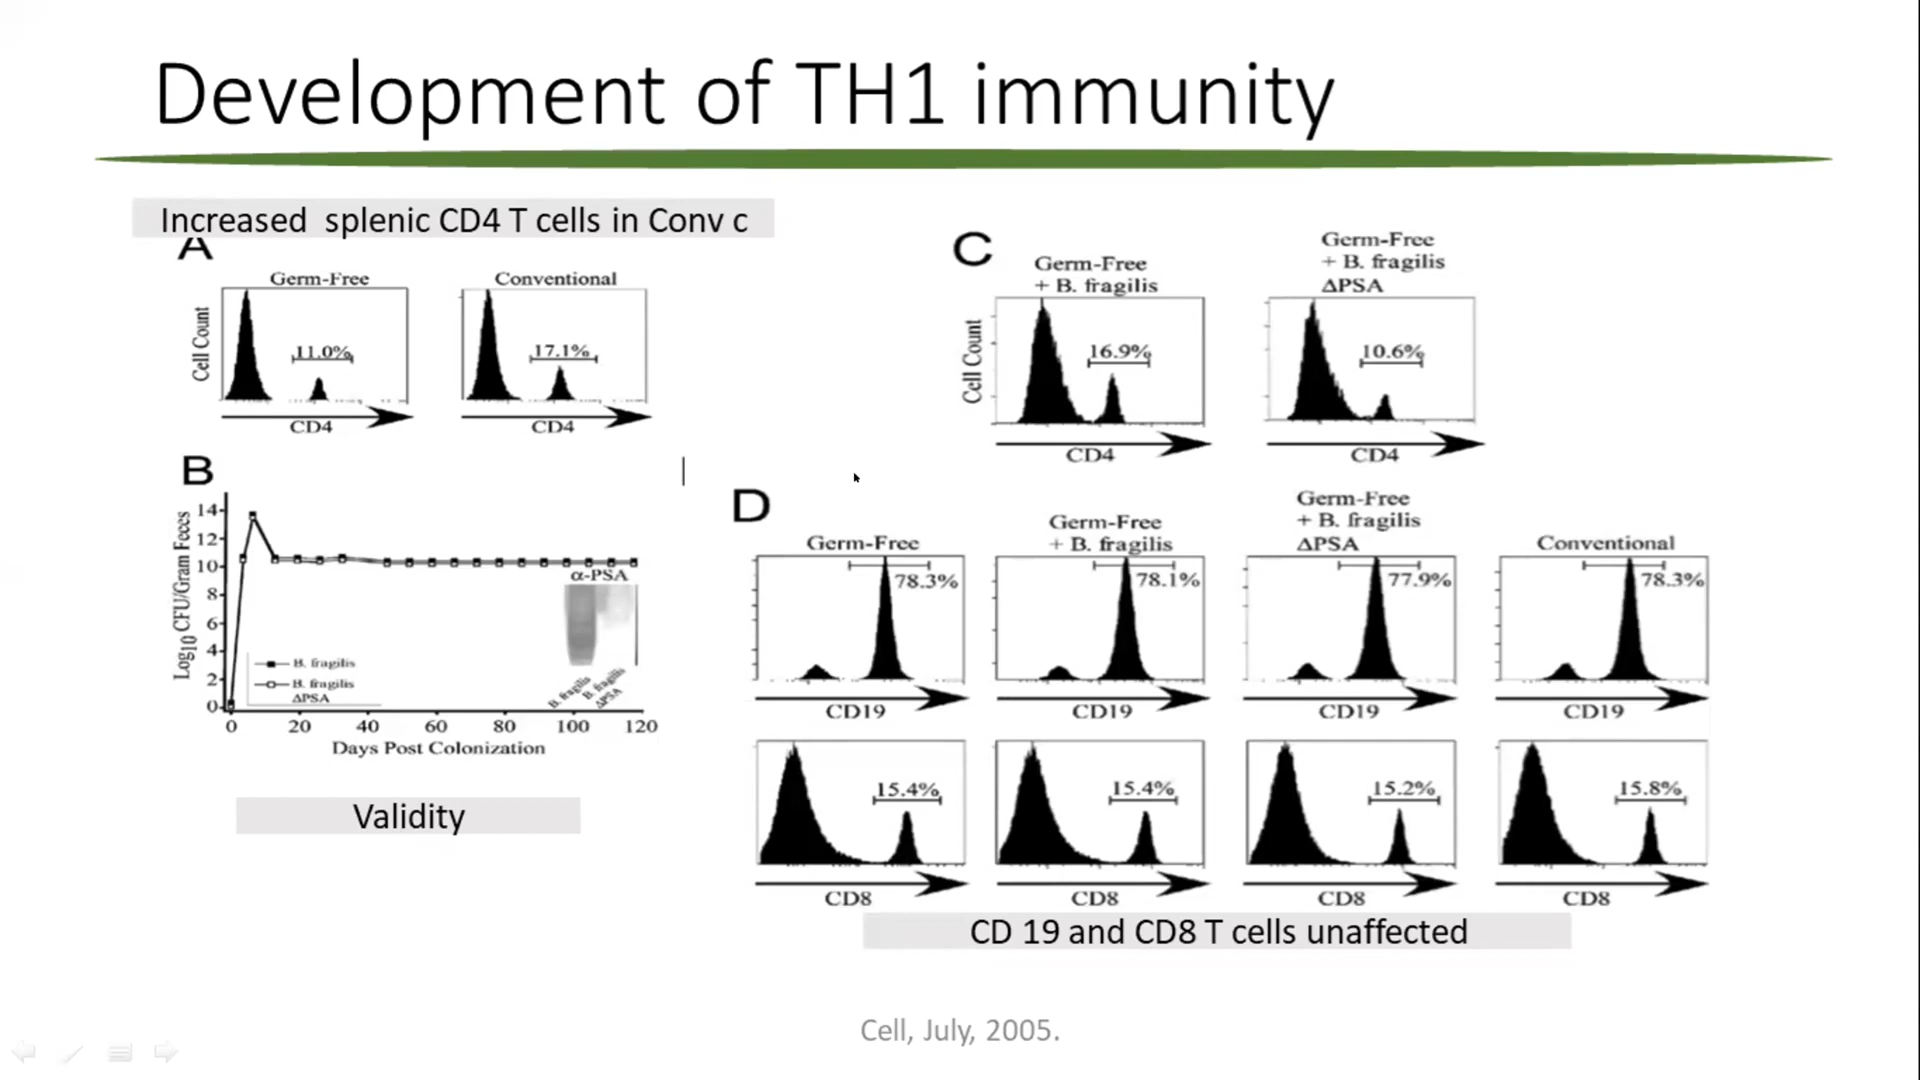 Development of TH1 immunity
Increased  splenic CD4 T cells in Conv c
A
Germ-Free
Conventional
Cell Count
11.0%
17.1%
CD4
CD4
B
Log10 CFU/Gram Feces
14
12
10
8
6
4
2
0
α-PSA
B. fragilis
B. fragilis
ΔPSA
B. fragilis
B. fragilis
ΔPSA
0 20 40 60 80 100 120
Days Post Colonization
Validity
C
Germ-Free
+ B. fragilis
Germ-Free
+ B. fragilis
ΔPSA
Cell Count
16.9%
10.6%
CD4
CD4
D
Germ-Free
Germ-Free
+ B. fragilis
Germ-Free
+ B. fragilis
ΔPSA
Conventional
78.3%
78.1%
77.9%
78.3%
CD19
CD19
CD19
CD19
15.4%
15.4%
15.2%
15.8%
CD8
CD8
CD8
CD8
CD 19 and CD8 T cells unaffected
Cell, July, 2005.